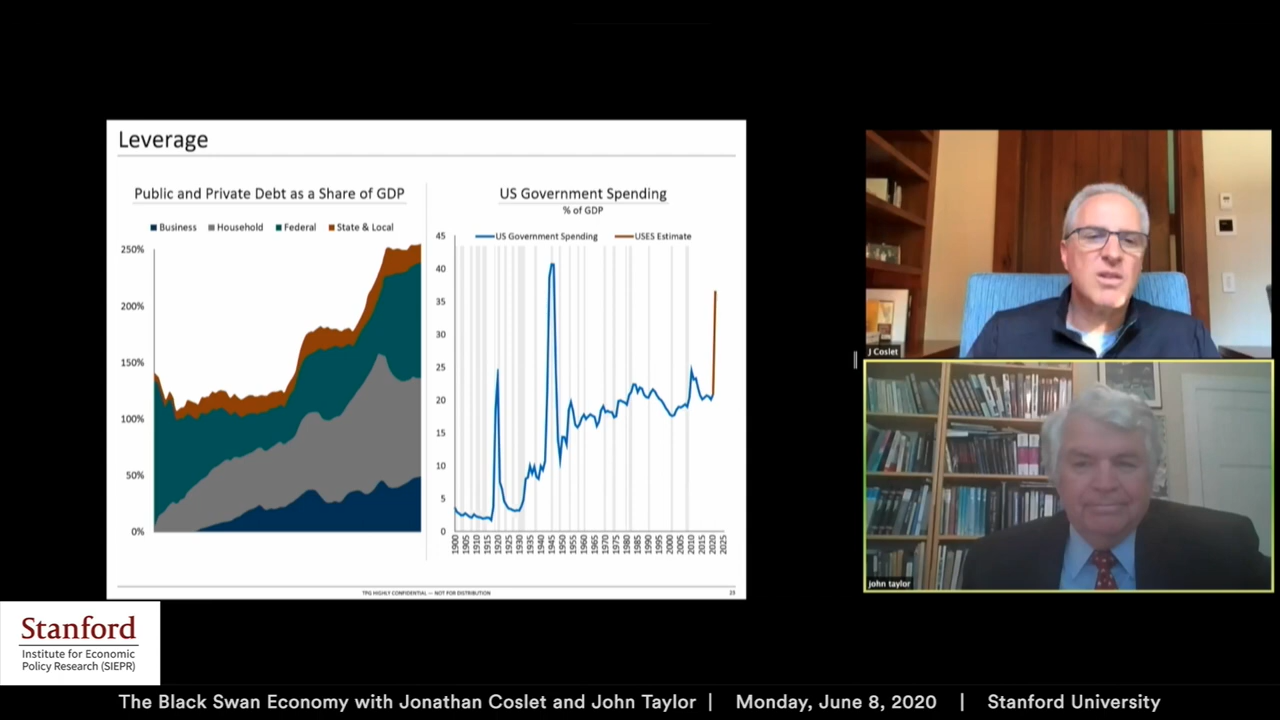 Leverage
Public and Private Debt as a Share of GDP
Business Household Federal State & Local
250%
200%
150%
100%
50%
0%
US Government Spending
% of GDP
US Government Spending USES Estimate
45
40
35
30
25
20
15
10
5
0
1900 1905 1910 1915 1920 1925 1930 1935 1940 1945 1950 1955 1960 1965 1970 1975 1980 1985 1990 1995 2000 2005 2010 2015 2020 2025
TPG HIGHLY CONFIDENTIAL — NOT FOR DISTRIBUTION
23
J Coslet
john taylor
Stanford
Institute for Economic
Policy Research (SIEPR)
The Black Swan Economy with Jonathan Coslet and John Taylor | Monday, June 8, 2020 | Stanford University